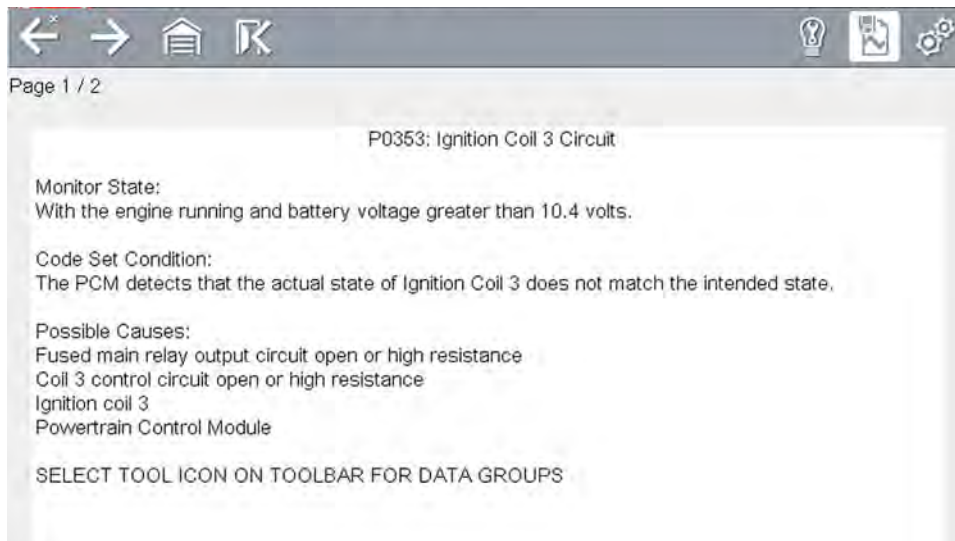 Page 1 / 2
P0353: Ignition Coil 3 Circuit
Monitor State:
With the engine running and battery voltage greater than 10.4 volts.
Code Set Condition:
The PCM detects that the actual state of Ignition Coil 3 does not match the intended state.
Possible Causes:
Fused main relay output circuit open or high resistance
Coil 3 control circuit open or high resistance
Ignition coil 3
Powertrain Control Module
SELECT TOOL ICON ON TOOLBAR FOR DATA GROUPS